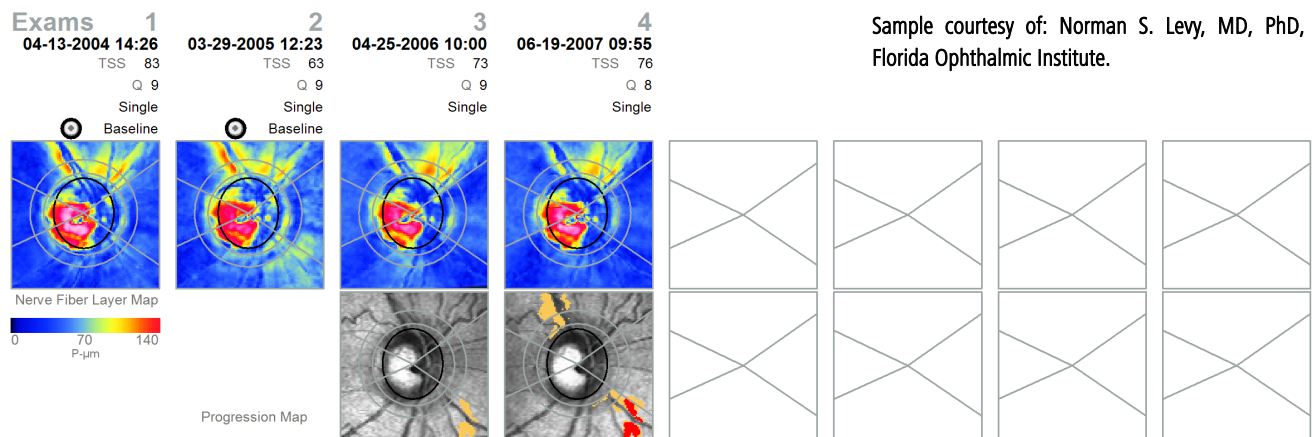 Exams 1 2 3 4
04-13-2004 14:26 03-29-2005 12:23 04-25-2006 10:00 06-19-2007 09:55
TSS 83 TSS 63 TSS 73 TSS 76
Q 9 Q 9 Q 9 Q 8
Single Single Single Single
Baseline Baseline
Sample courtesy of: Norman S. Levy, MD, PhD,
Florida Ophthalmic Institute.
Nerve Fiber Layer Map
0 70 140
P-µm
Progression Map